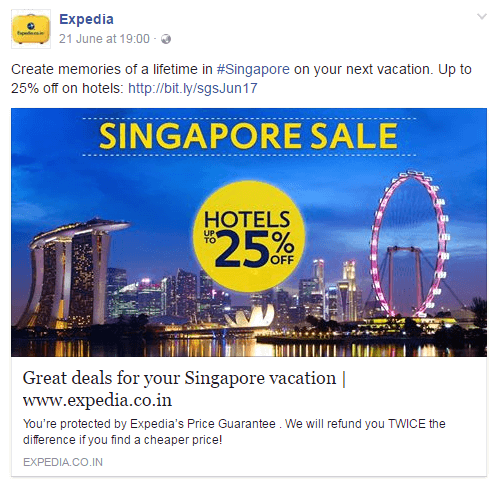 Expedia
21 June at 19:00 ·
Create memories of a lifetime in #Singapore on your next vacation. Up to
25% off on hotels: http://bit.ly/sgsJun17
SINGAPORE SALE
HOTELS
UP TO 25% OFF
Great deals for your Singapore vacation |
www.expedia.co.in
You're protected by Expedia's Price Guarantee . We will refund you TWICE the
difference if you find a cheaper price!
EXPEDIA.CO.IN